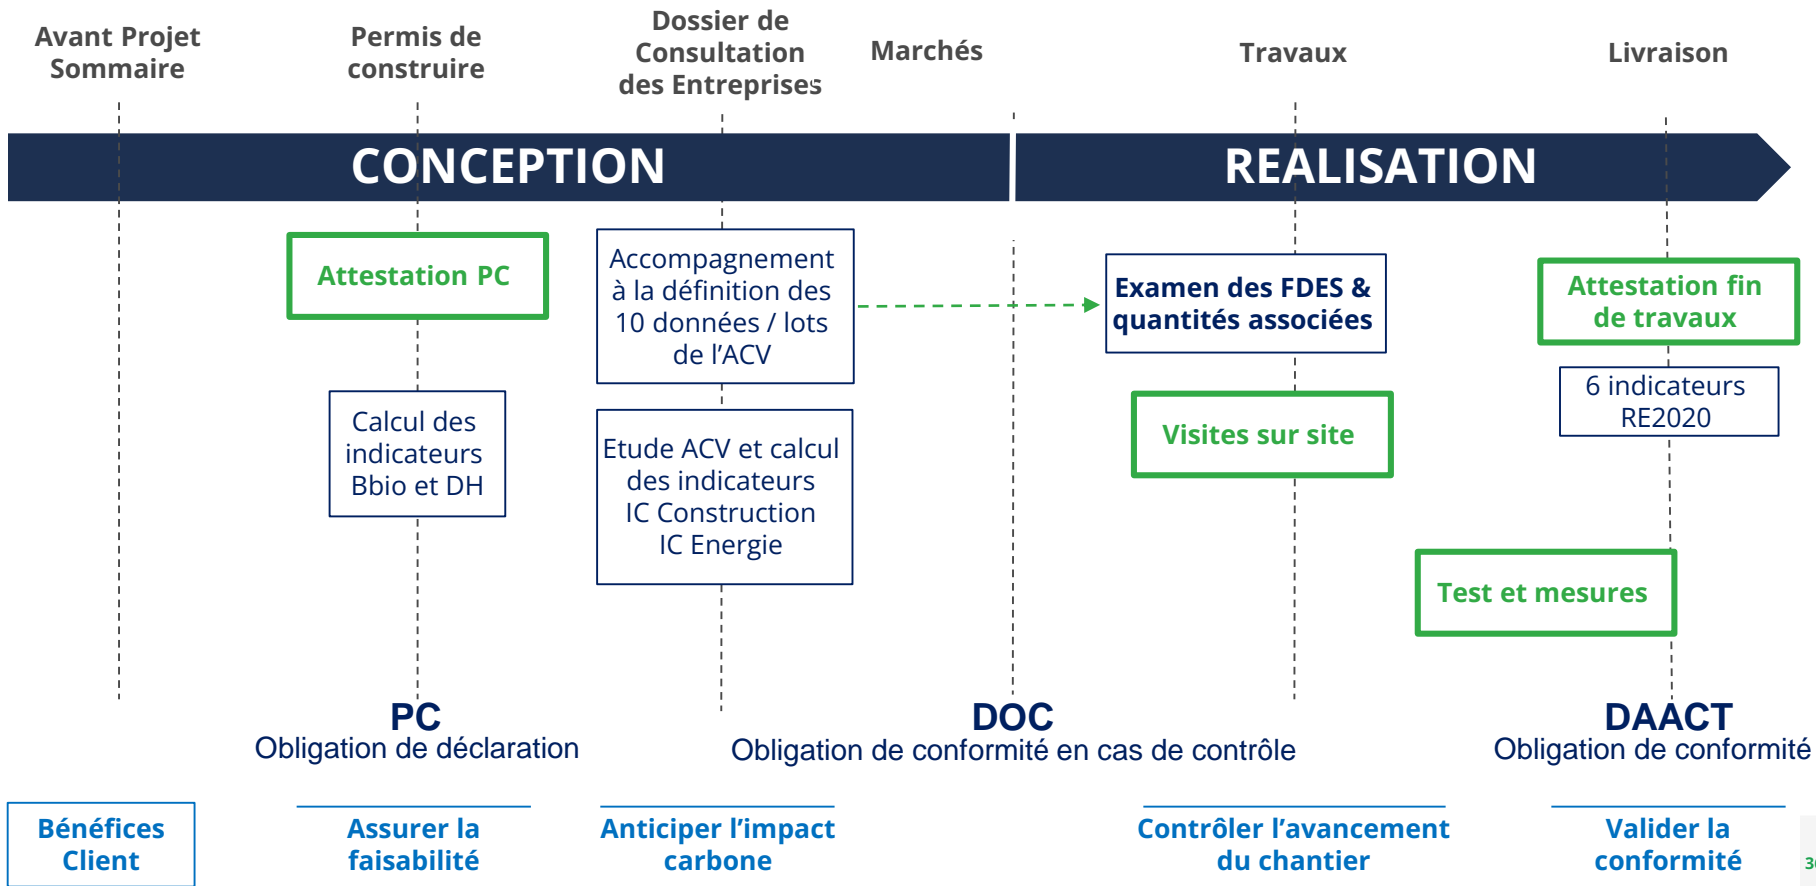 Avant Projet
Sommaire
Permis de
construire
Dossier de
Consultation
des Entreprises
Marchés
Travaux
Livraison
CONCEPTION
REALISATION
Attestation PC
Calcul des
indicateurs
Bbio et DH
Accompagnement
à la définition des
10 données / lots
de l’ACV
Etude ACV et calcul
des indicateurs
IC Construction
IC Energie
Examen des FDES &
quantités associées
Visites sur site
Attestation fin
de travaux
6 indicateurs
RE2020
Test et mesures
PC
Obligation de déclaration
DOC
Obligation de conformité en cas de contrôle
DAACT
Obligation de conformité
Bénéfices
Client
Assurer la
faisabilité
Anticiper l’impact
carbone
Contrôler l’avancement
du chantier
Valider la
conformité